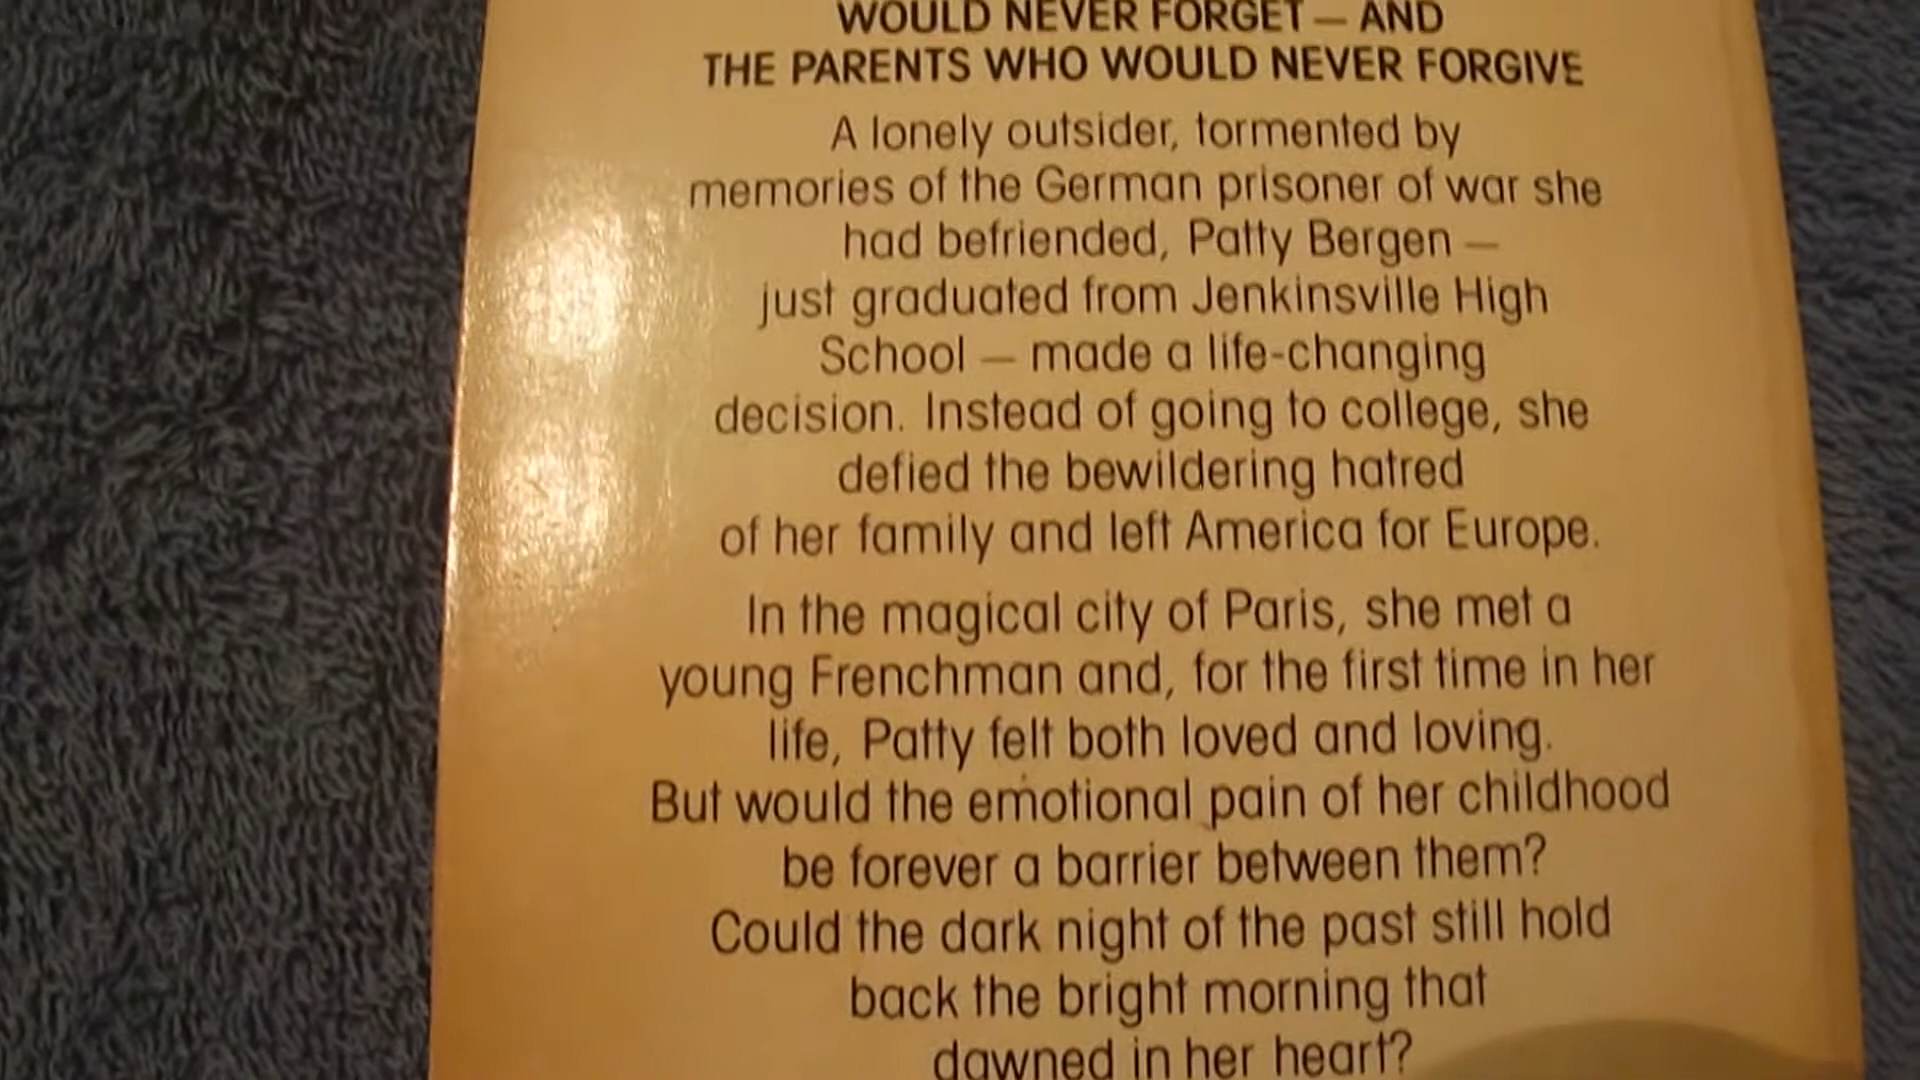 WOULD NEVER FORGET — AND
THE PARENTS WHO WOULD NEVER FORGIVE
A lonely outsider, tormented by
memories of the German prisoner of war she
had befriended, Patty Bergen —
just graduated from Jenkinsville High
School — made a life-changing
decision. Instead of going to college, she
defied the bewildering hatred
of her family and left America for Europe.
In the magical city of Paris, she met a
young Frenchman and, for the first time in her
life, Patty felt both loved and loving.
But would the emotional pain of her childhood
be forever a barrier between them?
Could the dark night of the past still hold
back the bright morning that
dawned in her heart?